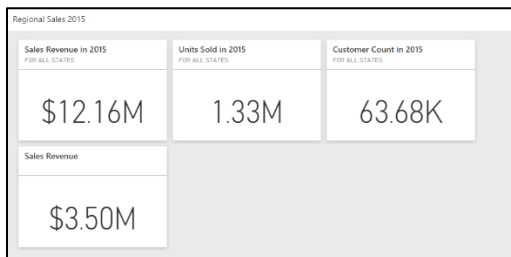 Regional Sales 2015
Sales Revenue in 2015
FOR ALL STATES
$12.16M
Units Sold in 2015
FOR ALL STATES
1.33M
Customer Count in 2015
FOR ALL STATES
63.68K
Sales Revenue
$3.50M